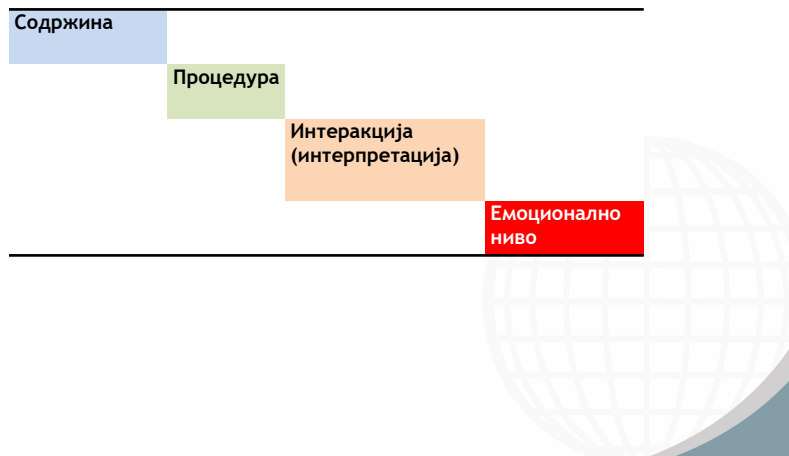 Содржина
Процедура
Интеракција
(интерпретација)
Емоционално
ниво